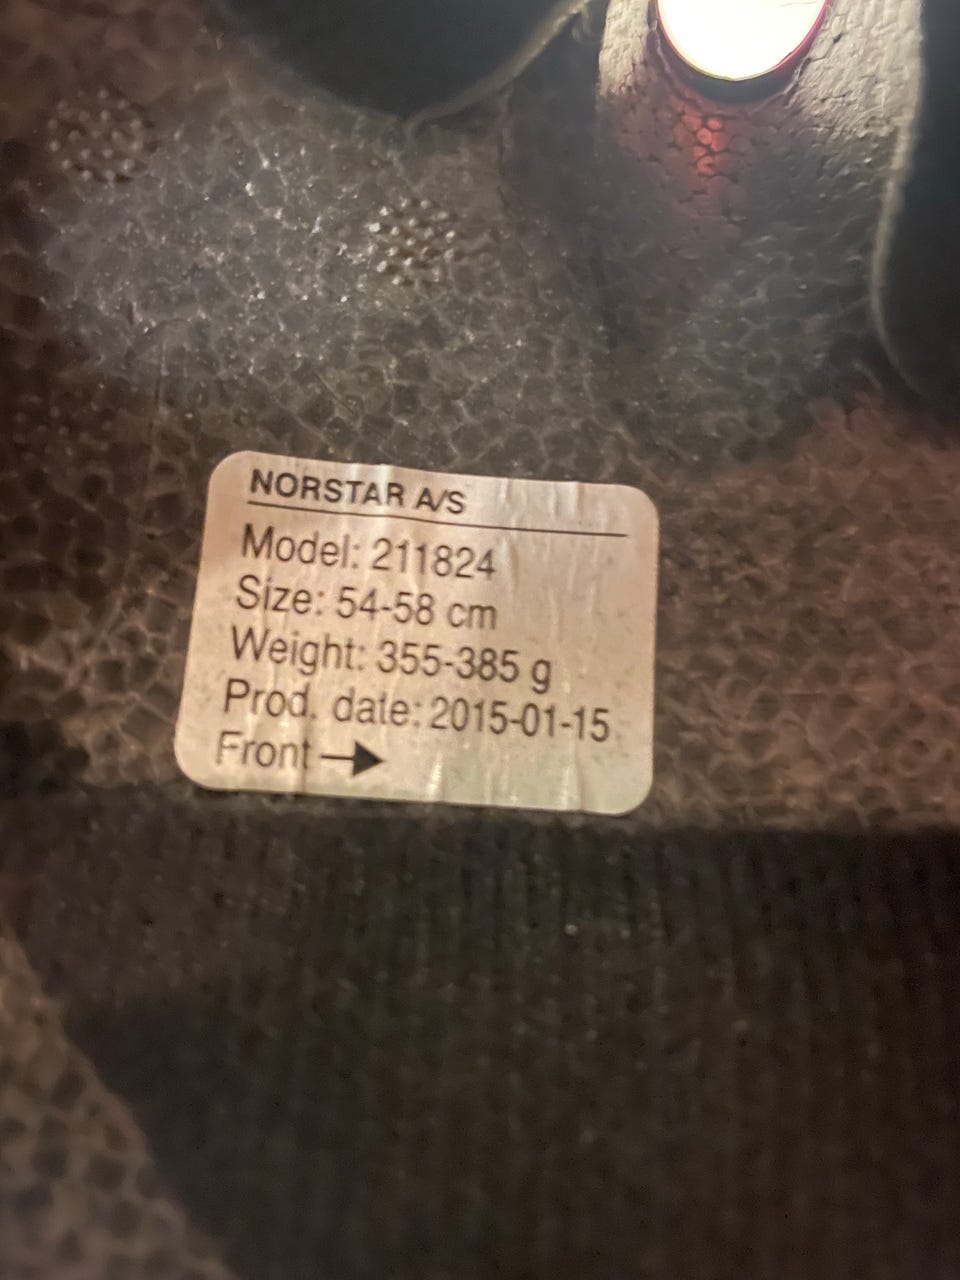 NORSTAR A/S
Model: 211824
Size: 54-58 cm
Weight: 355-385 g
Prod. date: 2015-01-15
Front